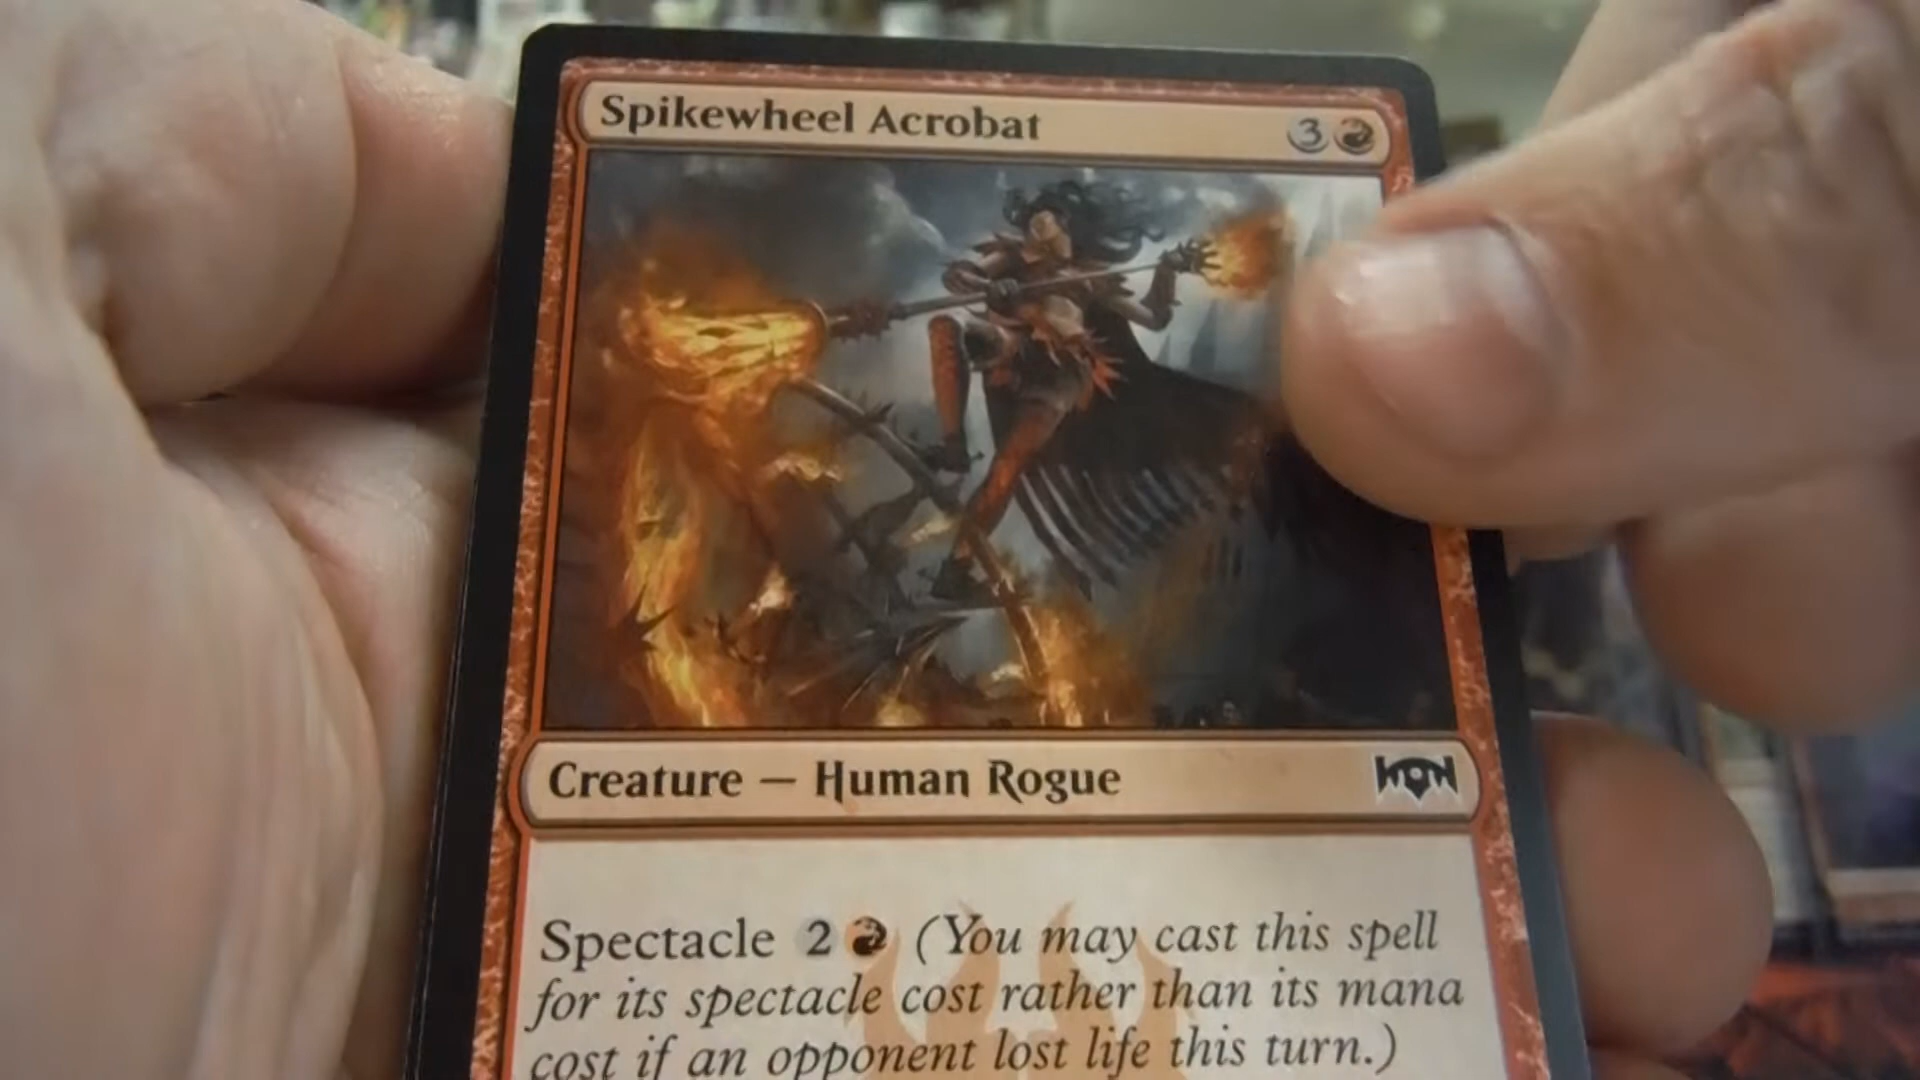 Spikewheel Acrobat 3
Creature — Human Rogue
Spectacle 2 (You may cast this spell
for its spectacle cost rather than its mana
cost if an opponent lost life this turn.)